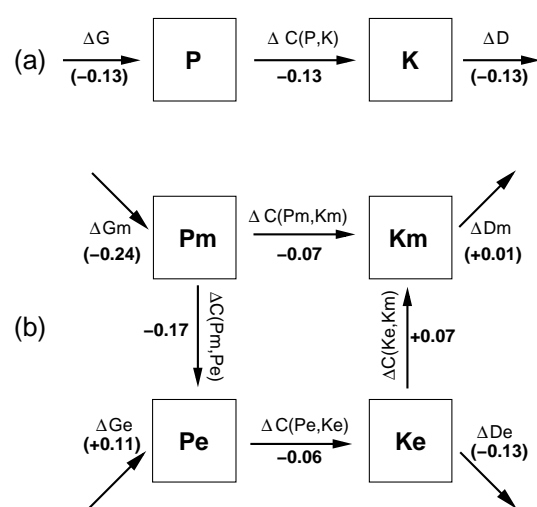 ΔG Δ C(P,K) ΔD
(a) P K
(−0.13) −0.13 (−0.13)
ΔGm Δ C(Pm,Km) ΔDm
(−0.24) Pm −0.07 Km (+0.01)
(b) −0.17 ΔC(Pm,Pe) ΔC(Ke,Km) +0.07
ΔGe Δ C(Pe,Ke) ΔDe
(+0.11) Pe −0.06 Ke (−0.13)